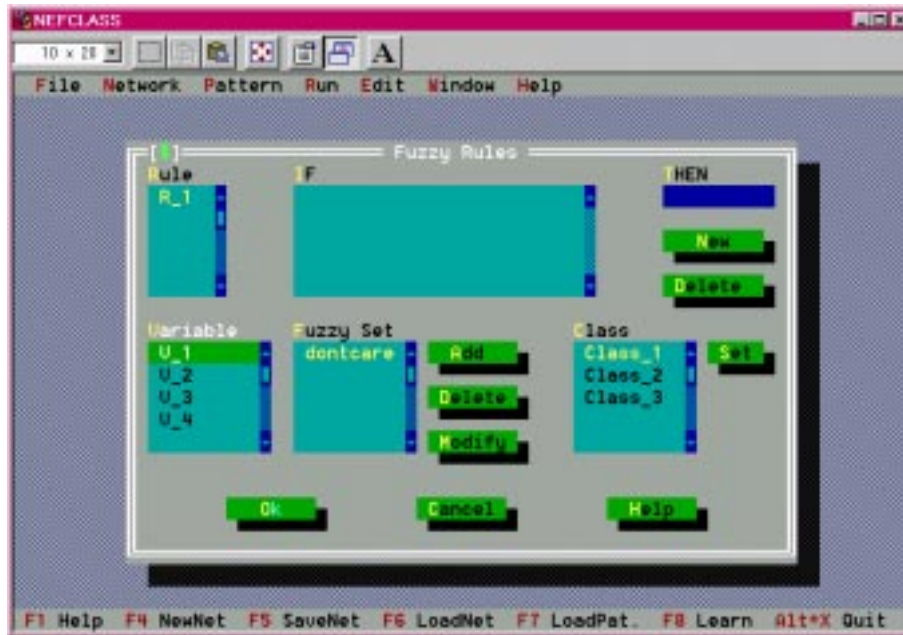 NEFCLASS
10 x 20
A
File Network Pattern Run Edit Window Help
Fuzzy Rules
Rule IF THEN
R_1
New
Delete
Variable Fuzzy Set Class
V_1 dontcare Add Class_1 Set
V_2 Class_2
V_3 Delete Class_3
V_4
Modify
Ok Cancel Help
F1 Help F4 NewNet F5 SaveNet F6 LoadNet F7 LoadPat. F8 Learn Alt+X Quit